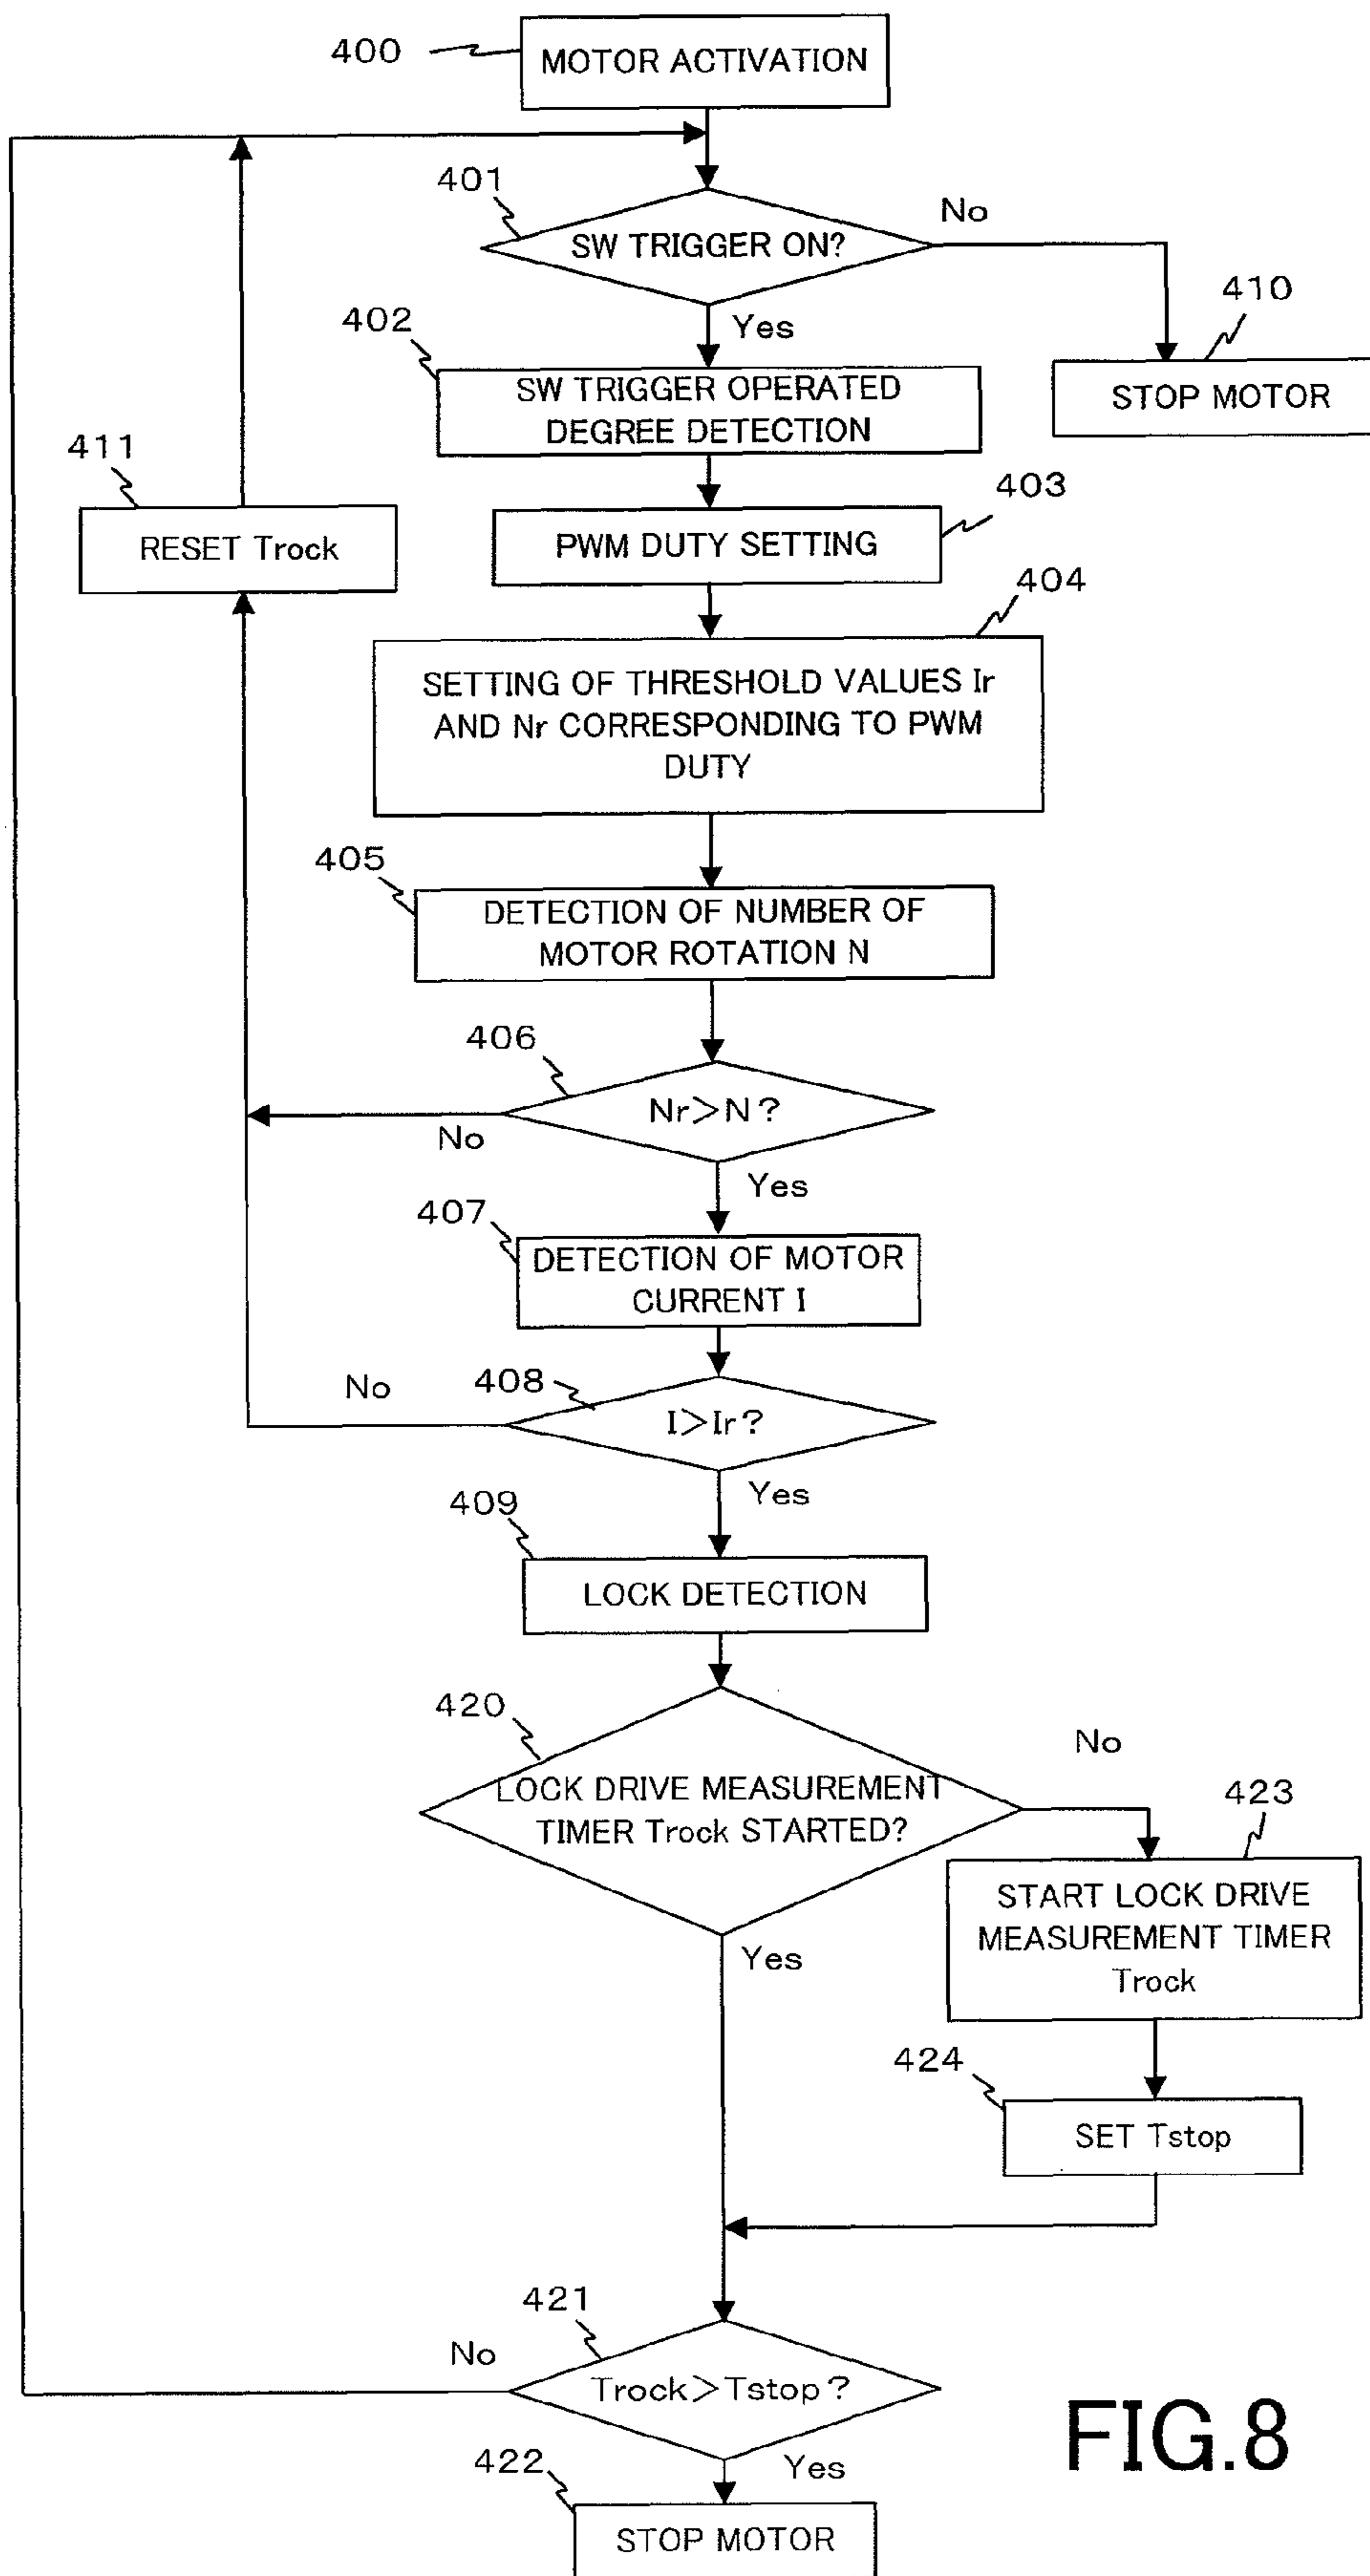 400
MOTOR ACTIVATION
401
SW TRIGGER ON?
No
Yes
410
STOP MOTOR
402
SW TRIGGER OPERATED
DEGREE DETECTION
411
RESET Trock
403
PWM DUTY SETTING
404
SETTING OF THRESHOLD VALUES Ir
AND Nr CORRESPONDING TO PWM
DUTY
405
DETECTION OF NUMBER OF
MOTOR ROTATION N
406
Nr>N?
No
Yes
407
DETECTION OF MOTOR
CURRENT I
408
No
I>Ir?
Yes
409
LOCK DETECTION
420
LOCK DRIVE MEASUREMENT
TIMER Trock STARTED?
No
Yes
423
START LOCK DRIVE
MEASUREMENT TIMER
Trock
424
SET Tstop
421
No
Trock>Tstop?
Yes
422
STOP MOTOR
FIG.8